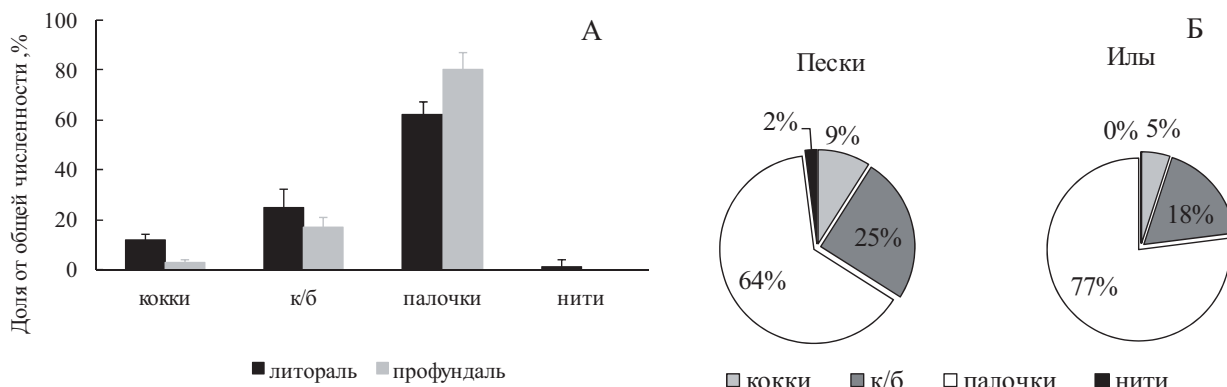 А
Доля от общей численности ,%
100
80
60
40
20
0
кокки к/б палочки нити
литораль профундаль
Б
Пески
2% 9%
25%
64%
Илы
0% 5%
18%
77%
кокки к/б палочки нити